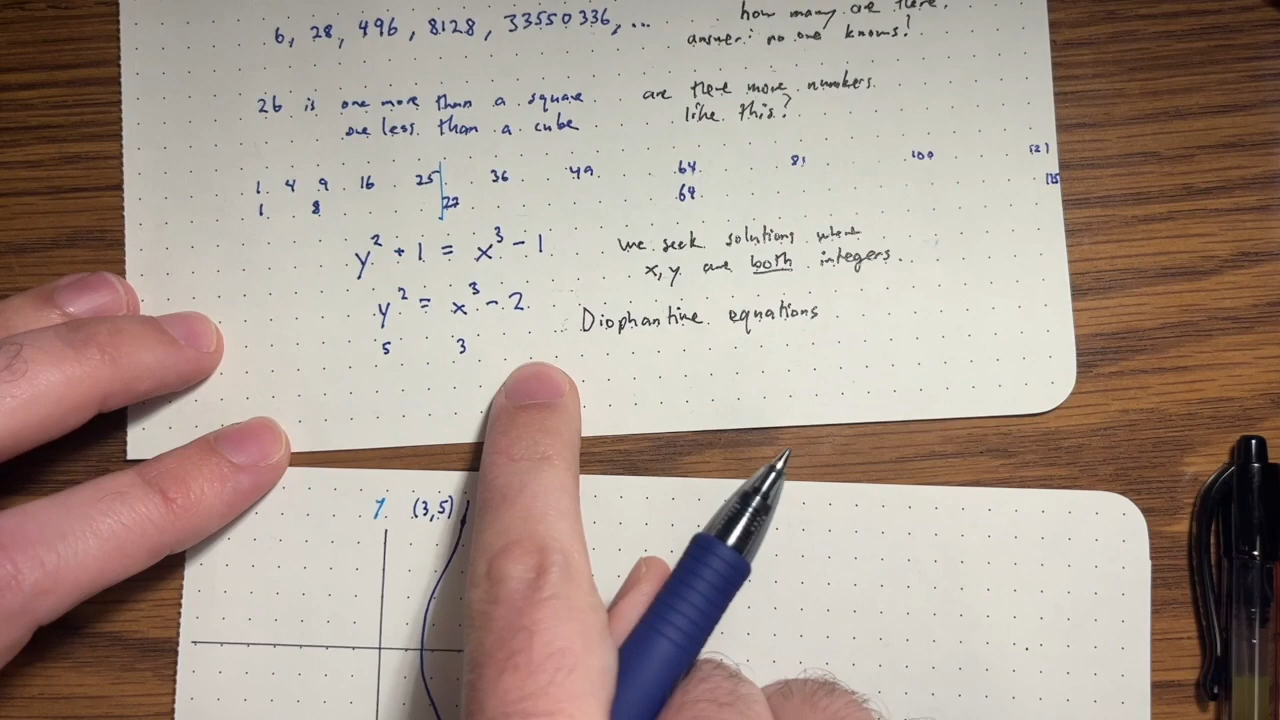 how many are there,
6, 28, 496, 8128, 33550336, ...
answer: no one knows!
26 is one more than a square
are there more numbers
one less than a cube
like this?
1 4 9 16 25 36 49 64 81 100 121
1 8 27 64 125
y² + 1 = x³ - 1
we seek solutions where
x, y are both integers.
y² = x³ - 2
Diophantine equations
5 3
(3,5)